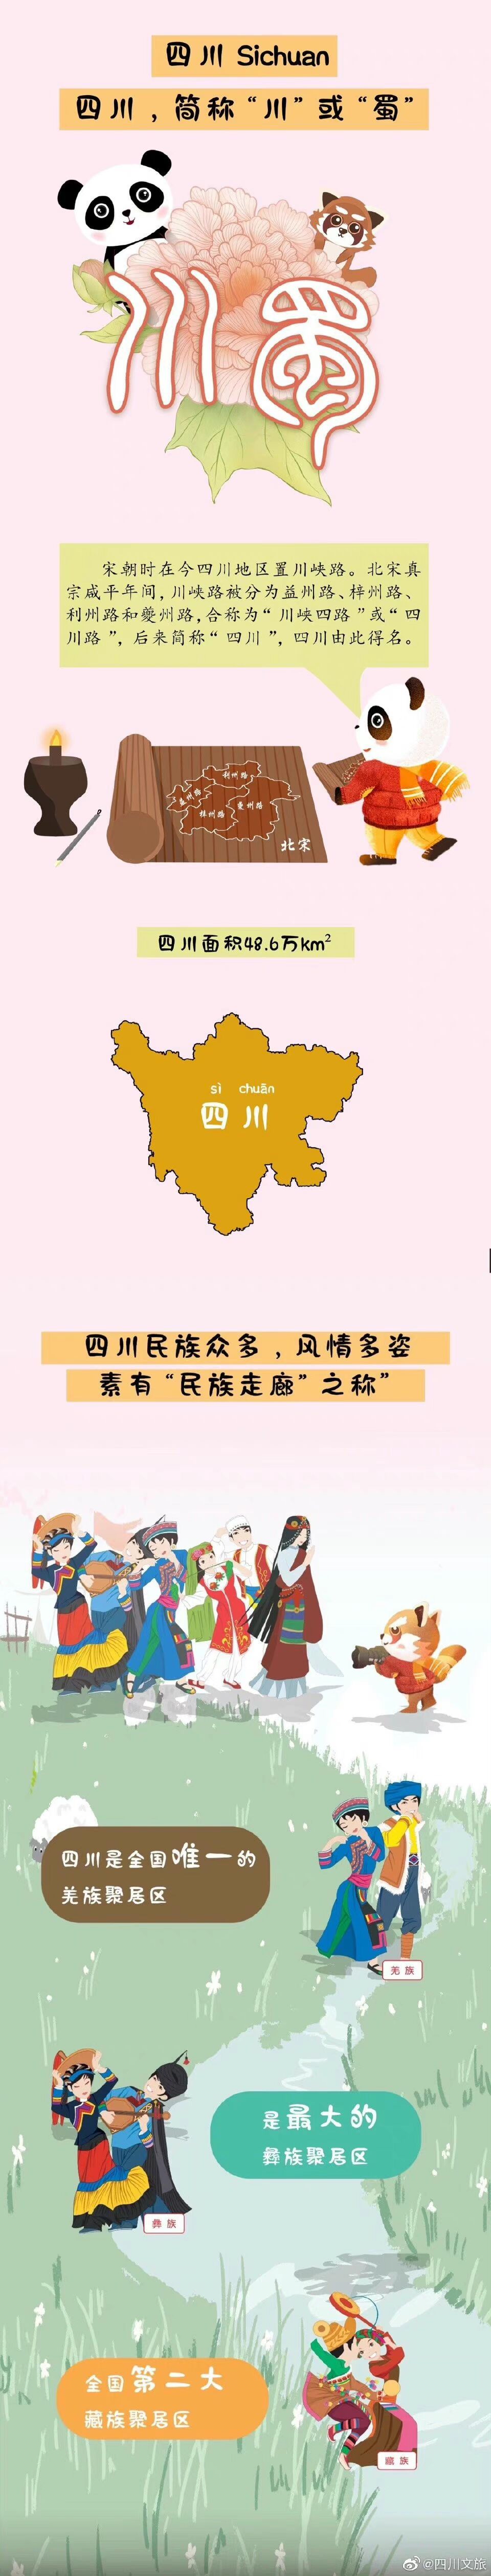 四川 Sichuan
四川，简称“川”或“蜀”
川蜀
宋朝时在今四川地区置川峡路。北宋真
宗咸平年间，川峡路被分为益州路、梓州路、
利州路和夔州路，合称为“川峡四路”或“四
川路”，后来简称“四川”，四川由此得名。
利州路
益州路
夔州路
梓州路
北宋
四川面积48.6万km²
sì chuān
四川
四川民族众多，风情多姿
素有“民族走廊”之称”
四川是全国唯一的
羌族聚居区
羌族
是最大的
彝族聚居区
彝族
全国第二大
藏族聚居区
藏族
@四川文旅